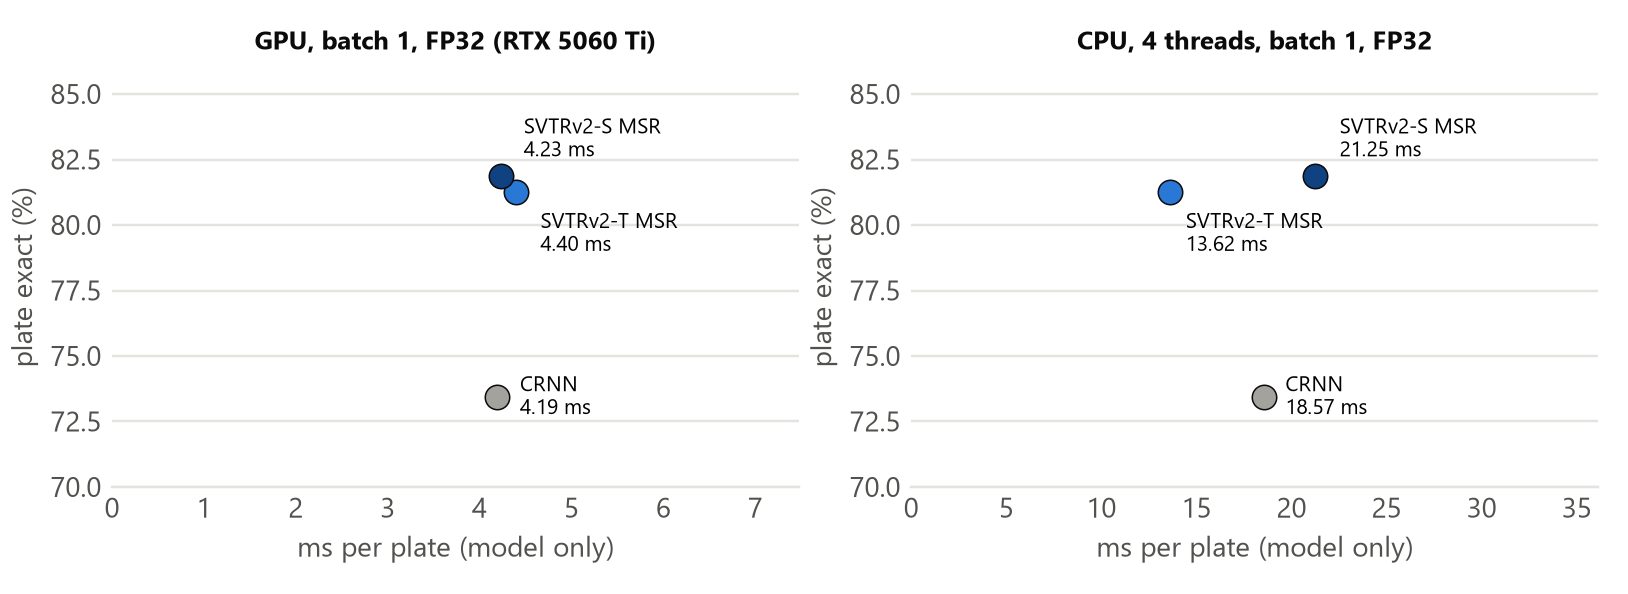 GPU, batch 1, FP32 (RTX 5060 Ti)
85.0
82.5
80.0
77.5
75.0
72.5
70.0
plate exact (%)
SVTRv2-S MSR
4.23 ms
SVTRv2-T MSR
4.40 ms
CRNN
4.19 ms
0 1 2 3 4 5 6 7
ms per plate (model only)
CPU, 4 threads, batch 1, FP32
85.0
82.5
80.0
77.5
75.0
72.5
70.0
plate exact (%)
SVTRv2-S MSR
21.25 ms
SVTRv2-T MSR
13.62 ms
CRNN
18.57 ms
0 5 10 15 20 25 30 35
ms per plate (model only)